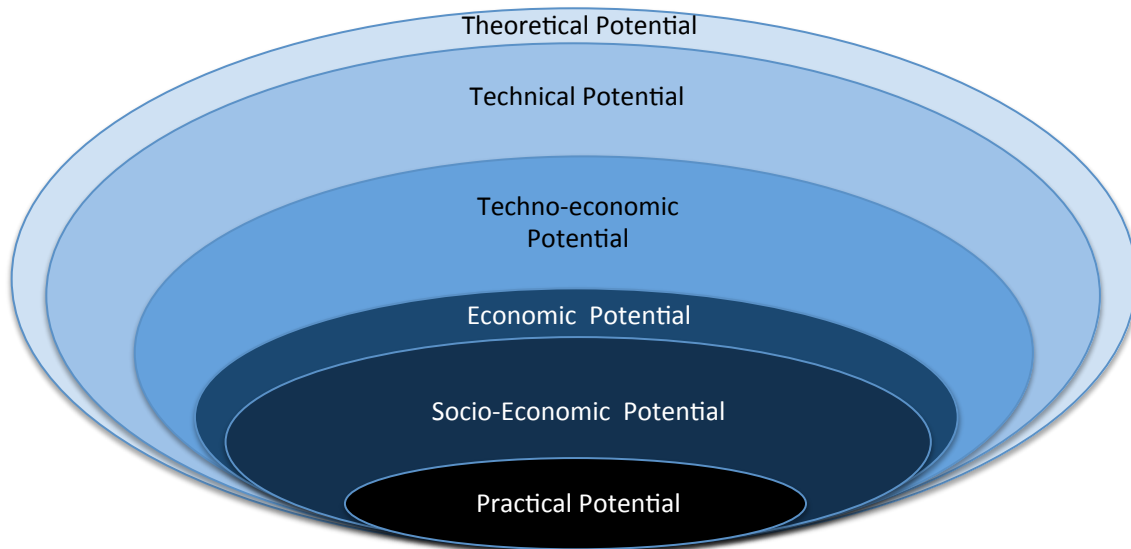 Theoretical Potential
Technical Potential
Techno-economic
Potential
Economic  Potential
Socio-Economic  Potential
Practical Potential